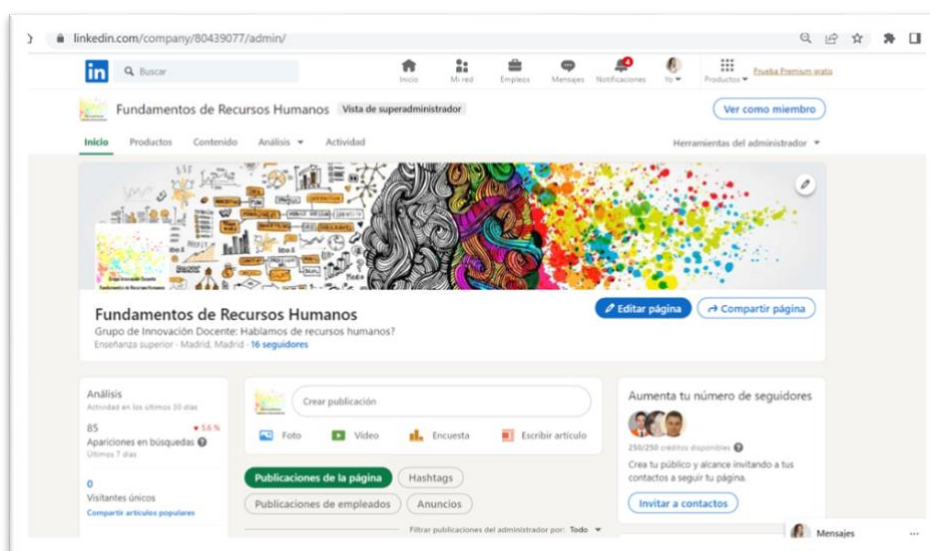 linkedin.com/company/80439077/admin/
in
Buscar
Inicio
Mi red
Empleos
Mensajes
Notificaciones
Yo
Productos
Prueba Premium gratis
Fundamentos de Recursos Humanos
Vista de superadministrador
Ver como miembro
Inicio
Productos
Contenido
Análisis
Actividad
Herramientas del administrador
Fundamentos de Recursos Humanos
Grupo de Innovación Docente: Hablamos de recursos humanos?
Enseñanza superior - Madrid, Madrid - 16 seguidores
Editar página
Compartir página
Análisis
Actividad en los últimos 30 días
85
5.6 %
Apariciones en búsquedas
Últimos 7 días
0
Visitantes únicos
Compartir artículos populares
Crear publicación
Foto
Video
Encuesta
Escribir artículo
Publicaciones de la página
Hashtags
Publicaciones de empleados
Anuncios
Filtrar publicaciones del administrador por: Todo
Aumenta tu número de seguidores
250/250 créditos disponibles
Crea tu público y alcance invitando a tus
contactos a seguir tu página.
Invitar a contactos
Mensajes